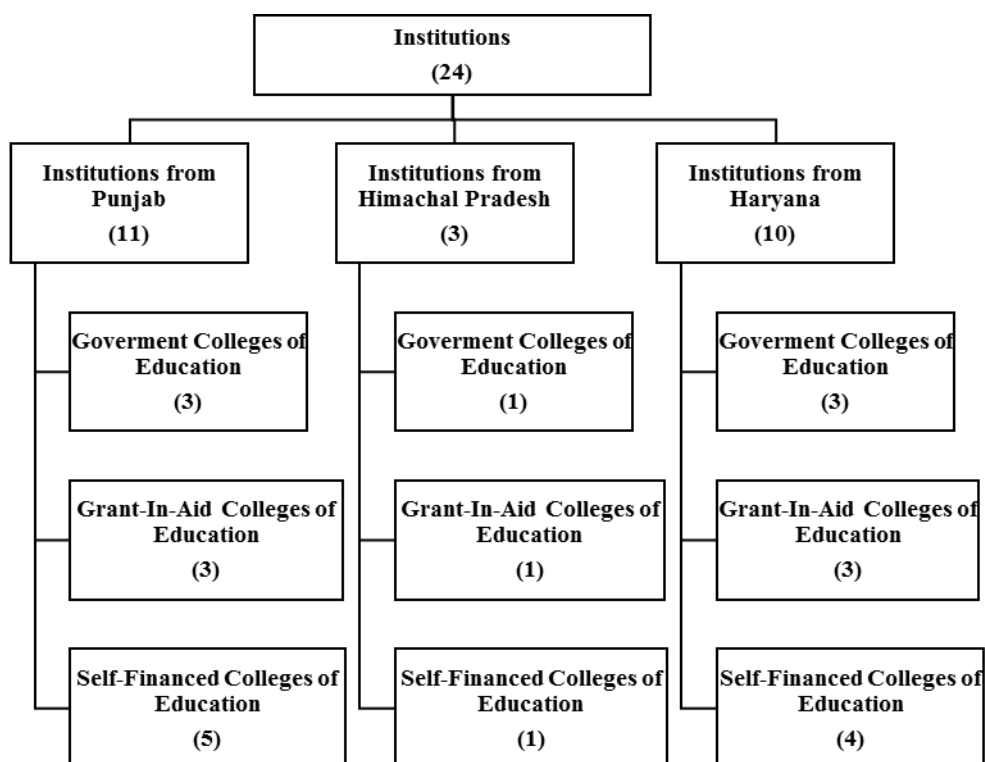 Institutions
(24)
Institutions from
Punjab
(11)
Institutions from
Himachal Pradesh
(3)
Institutions from
Haryana
(10)
Goverment Colleges of
Education
(3)
Goverment Colleges of
Education
(1)
Goverment Colleges of
Education
(3)
Grant-In-Aid Colleges of
Education
(3)
Grant-In-Aid Colleges of
Education
(1)
Grant-In-Aid Colleges of
Education
(3)
Self-Financed Colleges of
Education
(5)
Self-Financed Colleges of
Education
(1)
Self-Financed Colleges of
Education
(4)